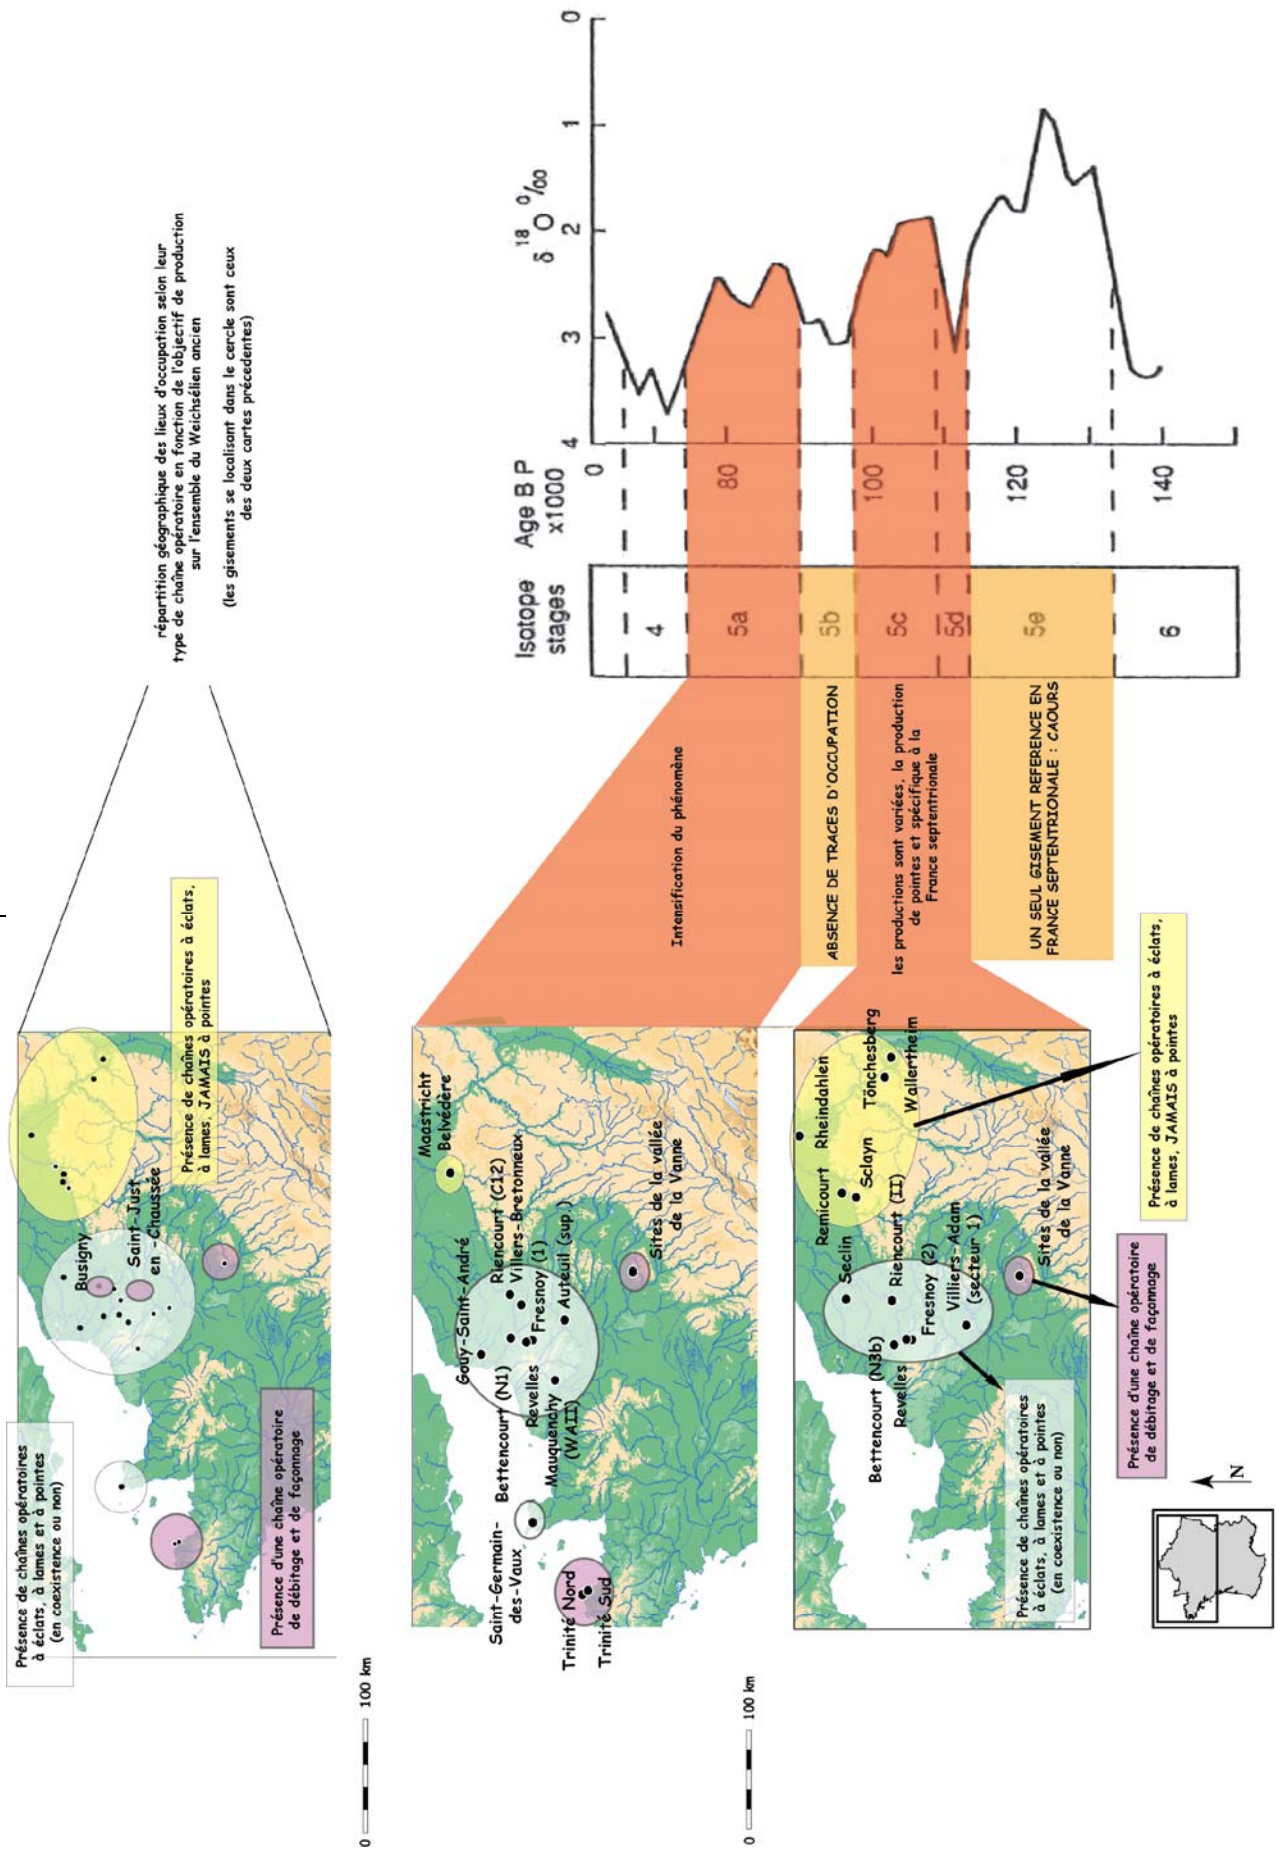 Présence de chaînes opératoires
à éclats, à lames et à pointes
(en coexistence ou non)
Busigny
Saint-Just
en-Chaussée
Présence de chaînes opératoires à éclats,
à lames, JAMAIS à pointes
Présence d'une chaîne opératoire
de débitage et de façonnage
répartition géographique des lieux d'occupation selon leur
type de chaîne opératoire en fonction de l'objectif de production
sur l'ensemble du Weichsélien ancien
(les gisements se localisant dans le cercle sont ceux
des deux cartes précédentes)
0 100 km
Maastricht
Belvédère
Gouy-Saint-André
Riencourt (C12)
Villers-Bretonneux
Bettencourt (N1)
Fresnoy (1)
Revelles
Auteuil (sup.)
Mauquenchy
(WAII)
Saint-Germain-
des-Vaux
Trinité Nord
Trinité Sud
Sites de la vallée
de la Vanne
Intensification du phénomène
ABSENCE DE TRACES D'OCCUPATION
les productions sont variées, la production
de pointes et spécifique à la
France septentrionale
UN SEUL GISEMENT REFERENCE EN
FRANCE SEPTENTRIONALE : CAOURS
0 100 km
Remicourt
Rheindahlen
Seclin
Sclayn
Tönchesberg
Wallertheim
Riencourt (II)
Bettencourt (N3b)
Revelles
Fresnoy (2)
Villiers-Adam
(secteur 1)
Sites de la vallée
de la Vanne
Présence de chaînes opératoires
à éclats, à lames et à pointes
(en coexistence ou non)
Présence d'une chaîne opératoire
de débitage et de façonnage
Présence de chaînes opératoires à éclats,
à lames, JAMAIS à pointes
N
Isotope
stages
Age B P
x1000
δ 18 O 0/00
4 3 2 1 0
0
4
5a
80
5b
5c
100
5d
5e
120
6
140